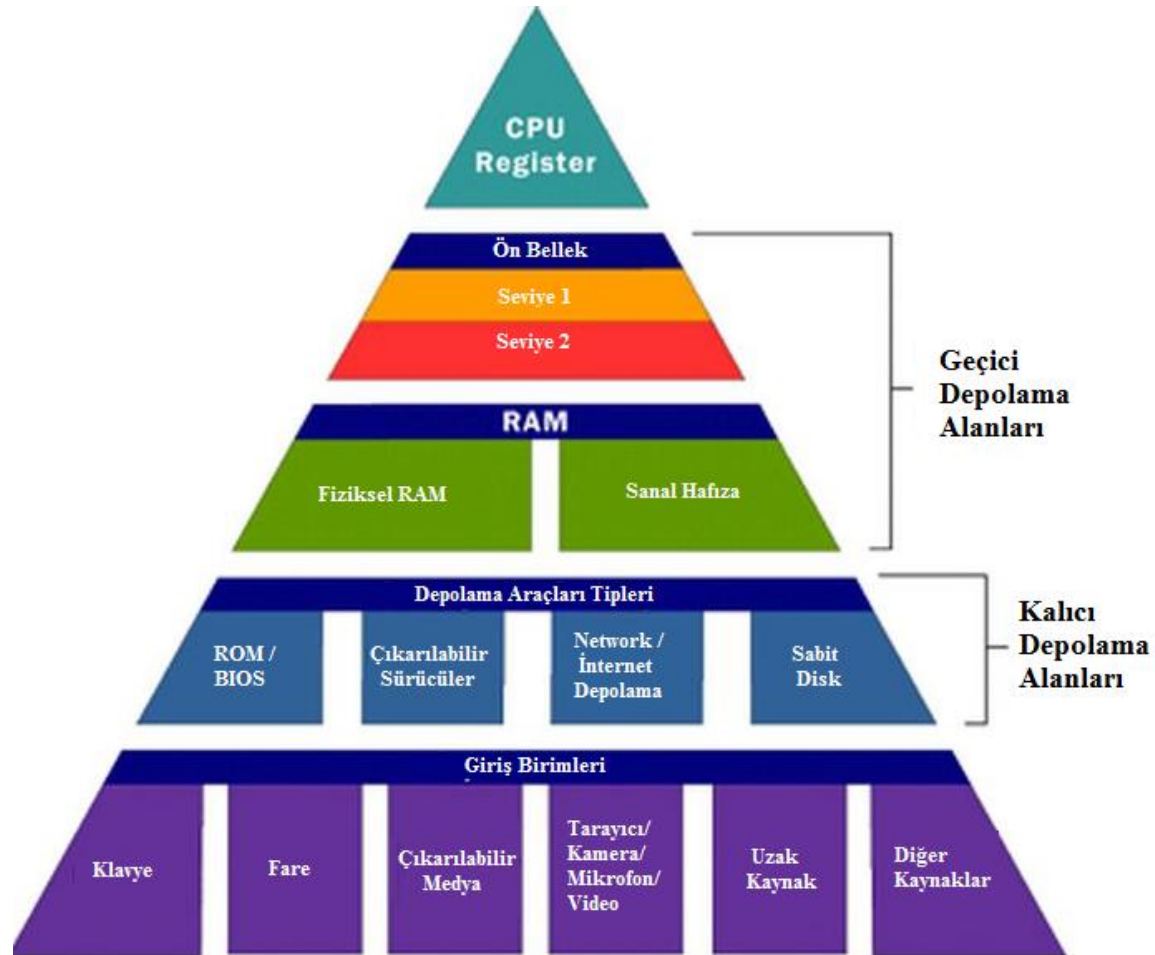 CPU
Register
Ön Bellek
Seviye 1
Seviye 2
Geçici
Depolama
Alanları
RAM
Fiziksel RAM
Sanal Hafıza
Depolama Araçları Tipleri
ROM /
BIOS
Çıkarılabilir
Sürücüler
Network /
İnternet
Depolama
Sabit
Disk
Kalıcı
Depolama
Alanları
Giriş Birimleri
Klavye
Fare
Çıkarılabilir
Medya
Tarayıcı/
Kamera/
Mikrofon/
Video
Uzak
Kaynak
Diğer
Kaynaklar